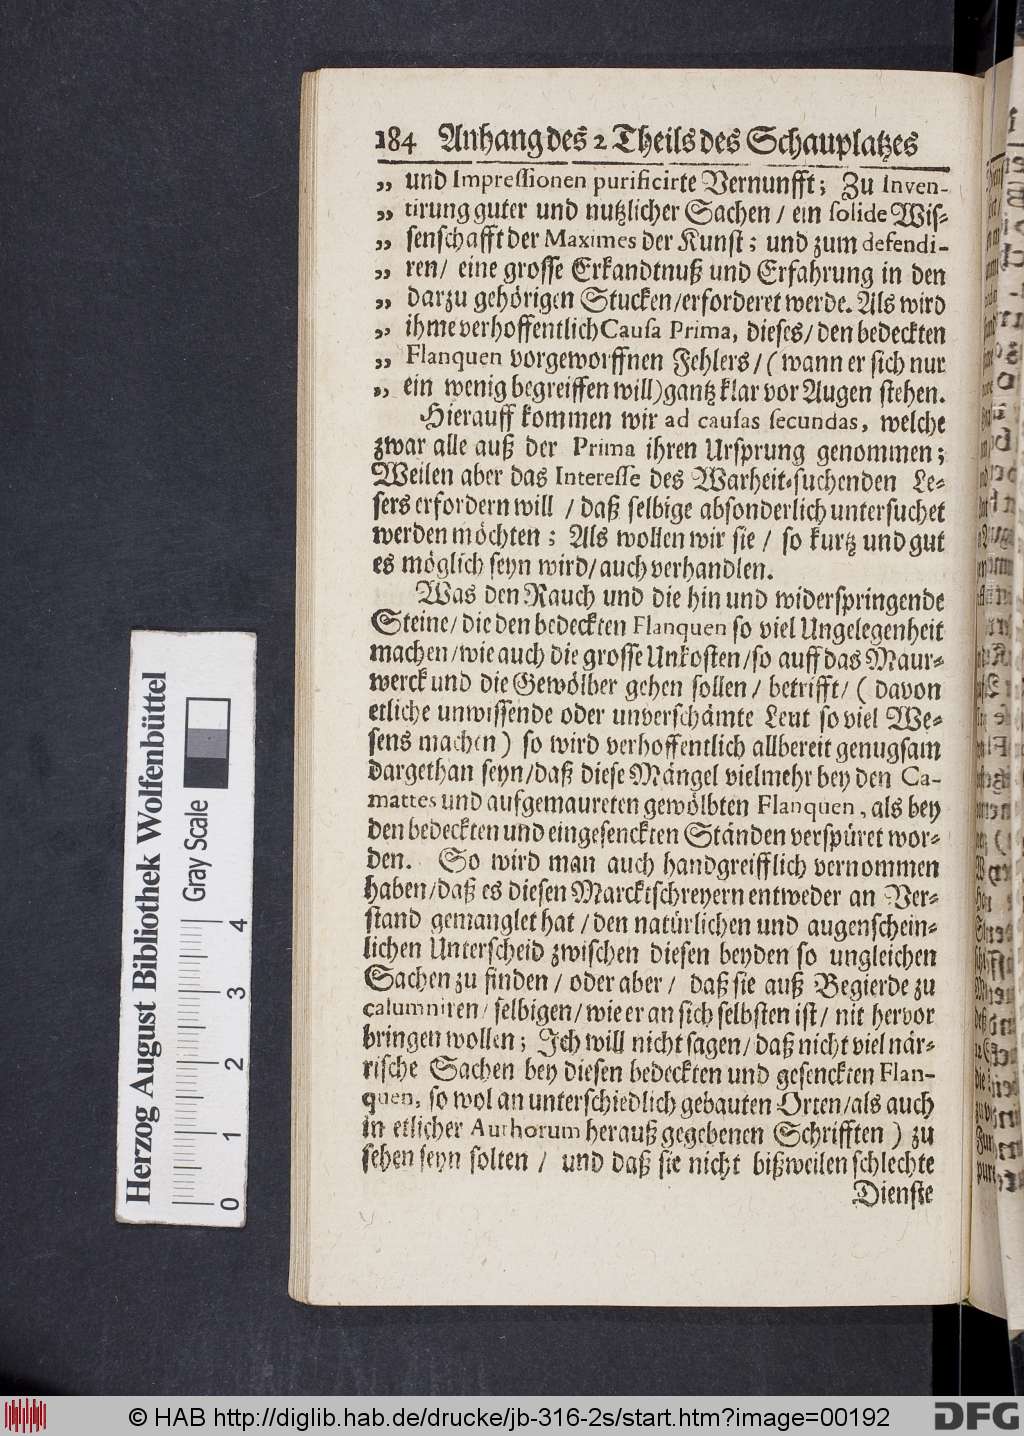 184 Anhang des 2 Theils des Schauplatzes
„ und Impreſſionen purificirte Vernunfft; Zu Inven-
„ tirung guter und nutzlicher Sachen / ein ſolide Wiſ-
„ ſenſchafft der Maximes der Kunſt; und zum defendi-
„ ren/ eine groſſe Erkandtnuß und Erfahrung in den
„ darzu gehörigen Stucken/erforderet werde. Als wird
„ ihme verhoffentlich Cauſa Prima, dieſes/ den bedeckten
„ Flanquen vorgeworffnen Fehlers/ (wann er ſich nur
„ ein wenig begreiffen will) gantz klar vor Augen ſtehen.
Hierauff kommen wir ad cauſas ſecundas, welche
zwar alle auß der Prima ihren Urſprung genommen;
Weilen aber das Intereſſe des Warheit-ſuchenden Le-
ſers erfordern will / daß ſelbige abſonderlich unterſuchet
werden möchten; Als wollen wir ſie / ſo kurtz und gut
es möglich ſeyn wird/ auch verhandlen.
Was den Rauch und die hin und widerſpringende
Steine/ die den bedeckten Flanquen ſo viel Ungelegenheit
machen/ wie auch die groſſe Unkoſten/ ſo auff das Maur-
werck und die Gewölber gehen ſollen/ betrifft/ (davon
etliche unwiſſende oder unverſchämte Leut ſo viel We-
ſens machen) ſo wird verhoffentlich allbereit genugſam
dargethan ſeyn/ daß dieſe Mängel vielmehr bey den Ca-
mattes und aufgemaureten gewölbten Flanquen, als bey
den bedeckten und eingeſenckten Ständen verſpüret wor-
den. So wird man auch handgreifflich vernommen
haben/ daß es dieſen Marcktſchreyern entweder an Ver-
ſtand gemanglet hat / den natürlichen und augenſchein-
lichen Unterſcheid zwiſchen dieſen beyden ſo ungleichen
Sachen zu finden / oder aber / daß ſie auß Begierde zu
calumniren/ ſelbigen/ wie er an ſich ſelbſten iſt/ nit hervor
bringen wollen; Ich will nicht ſagen/ daß nicht viel när-
riſche Sachen bey dieſen bedeckten und geſenckten Flan-
quen, ſo wol an unterſchiedlich gebauten Orten/ als auch
in etlicher Authorum herauß gegebenen Schrifften) zu
ſehen ſeyn ſolten / und daß ſie nicht bißweilen ſchlechte
Dienſte
Herzog August Bibliothek Wolfenbüttel
Gray Scale
0 1 2 3 4
© HAB http://diglib.hab.de/drucke/jb-316-2s/start.htm?image=00192
DFG